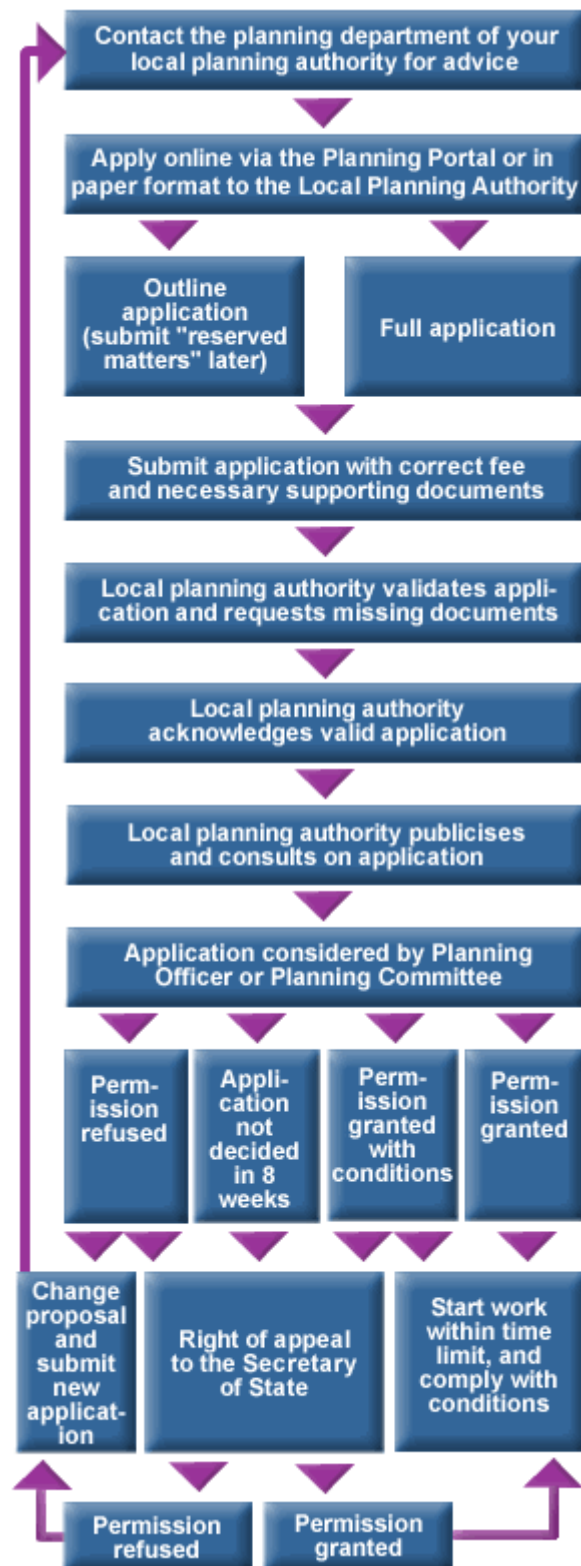 Contact the planning department of your
local planning authority for advice
Apply online via the Planning Portal or in
paper format to the Local Planning Authority
Outline
application
(submit "reserved
matters" later)
Full application
Submit application with correct fee
and necessary supporting documents
Local planning authority validates appli-
cation and requests missing documents
Local planning authority
acknowledges valid application
Local planning authority publicises
and consults on application
Application considered by Planning
Officer or Planning Committee
Perm-
ission
refused
Appli-
cation
not
decided
in 8
weeks
Perm-
ission
granted
with
conditions
Perm-
ission
granted
Change
proposal
and
submit
new
applicat-
ion
Right of appeal
to the Secretary
of State
Start work
within time
limit, and
comply with
conditions
Permission
refused
Permission
granted